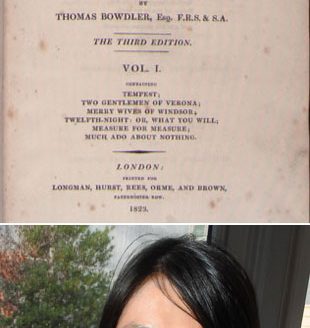 BY
THOMAS BOWDLER, Esq. F.R.S. & S.A.
THE THIRD EDITION.
VOL. I.
CONTAINING
TEMPEST;
TWO GENTLEMEN OF VERONA;
MERRY WIVES OF WINDSOR;
TWELFTH-NIGHT: OR, WHAT YOU WILL;
MEASURE FOR MEASURE;
MUCH ADO ABOUT NOTHING.
LONDON:
PRINTED FOR
LONGMAN, HURST, REES, ORME, AND BROWN,
PATERNOSTER ROW.
1823.